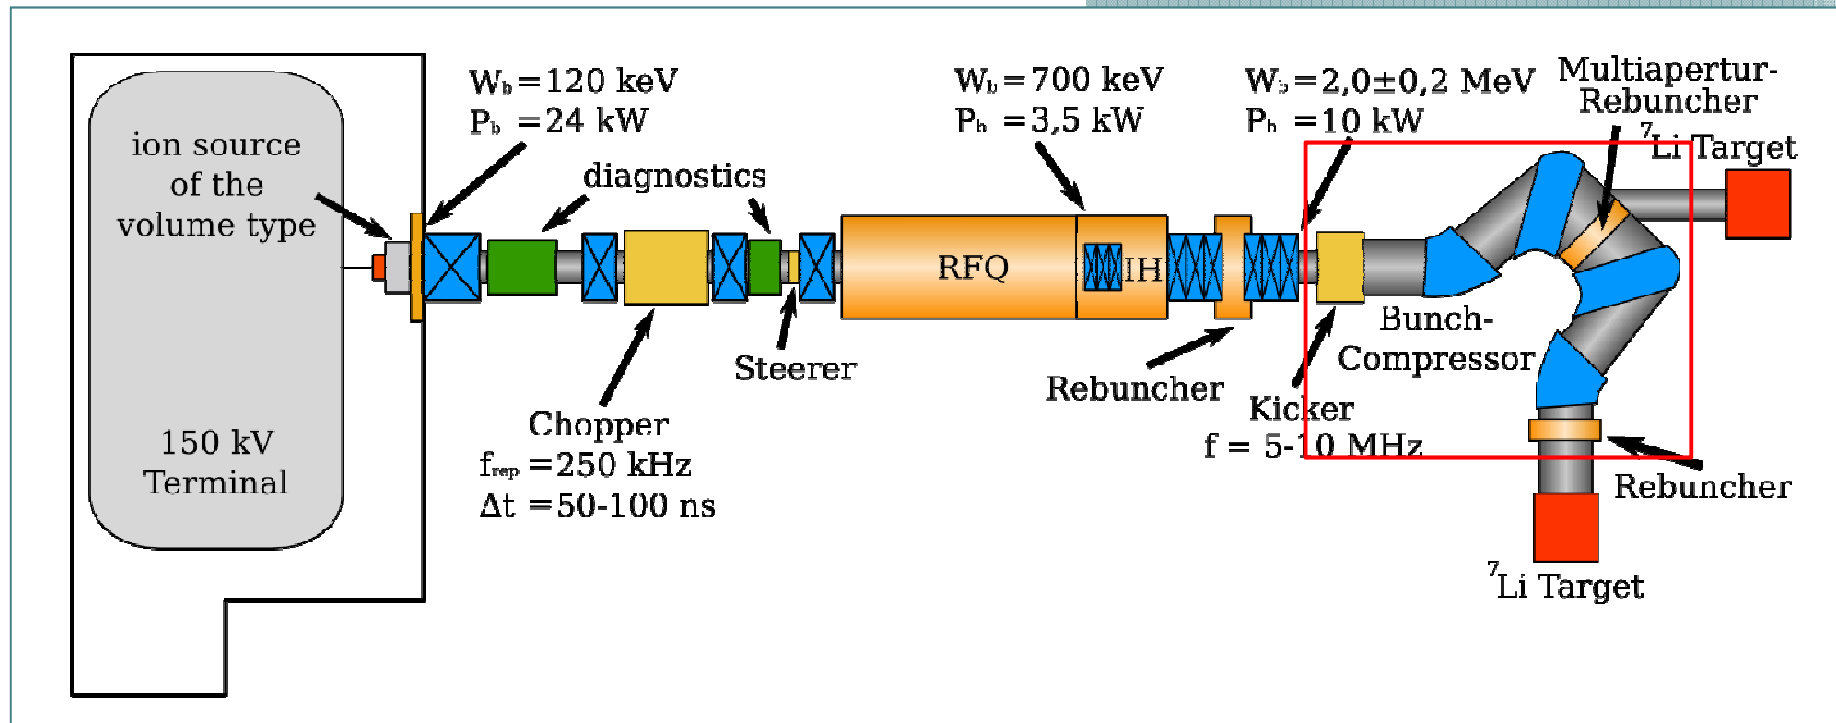 ion source
of the
volume type
150 kV
Terminal
Wb=120 keV
Pb =24 kW
diagnostics
Chopper
frep =250 kHz
Δt =50-100 ns
Steerer
RFQ
IH
Wb=700 keV
Pb =3,5 kW
Rebuncher
Wb=2,0±0,2 MeV
Pb =10 kW
Kicker
f = 5-10 MHz
Bunch-
Compressor
Multiapertur-
Rebuncher
⁷Li Target
Rebuncher
⁷Li Target